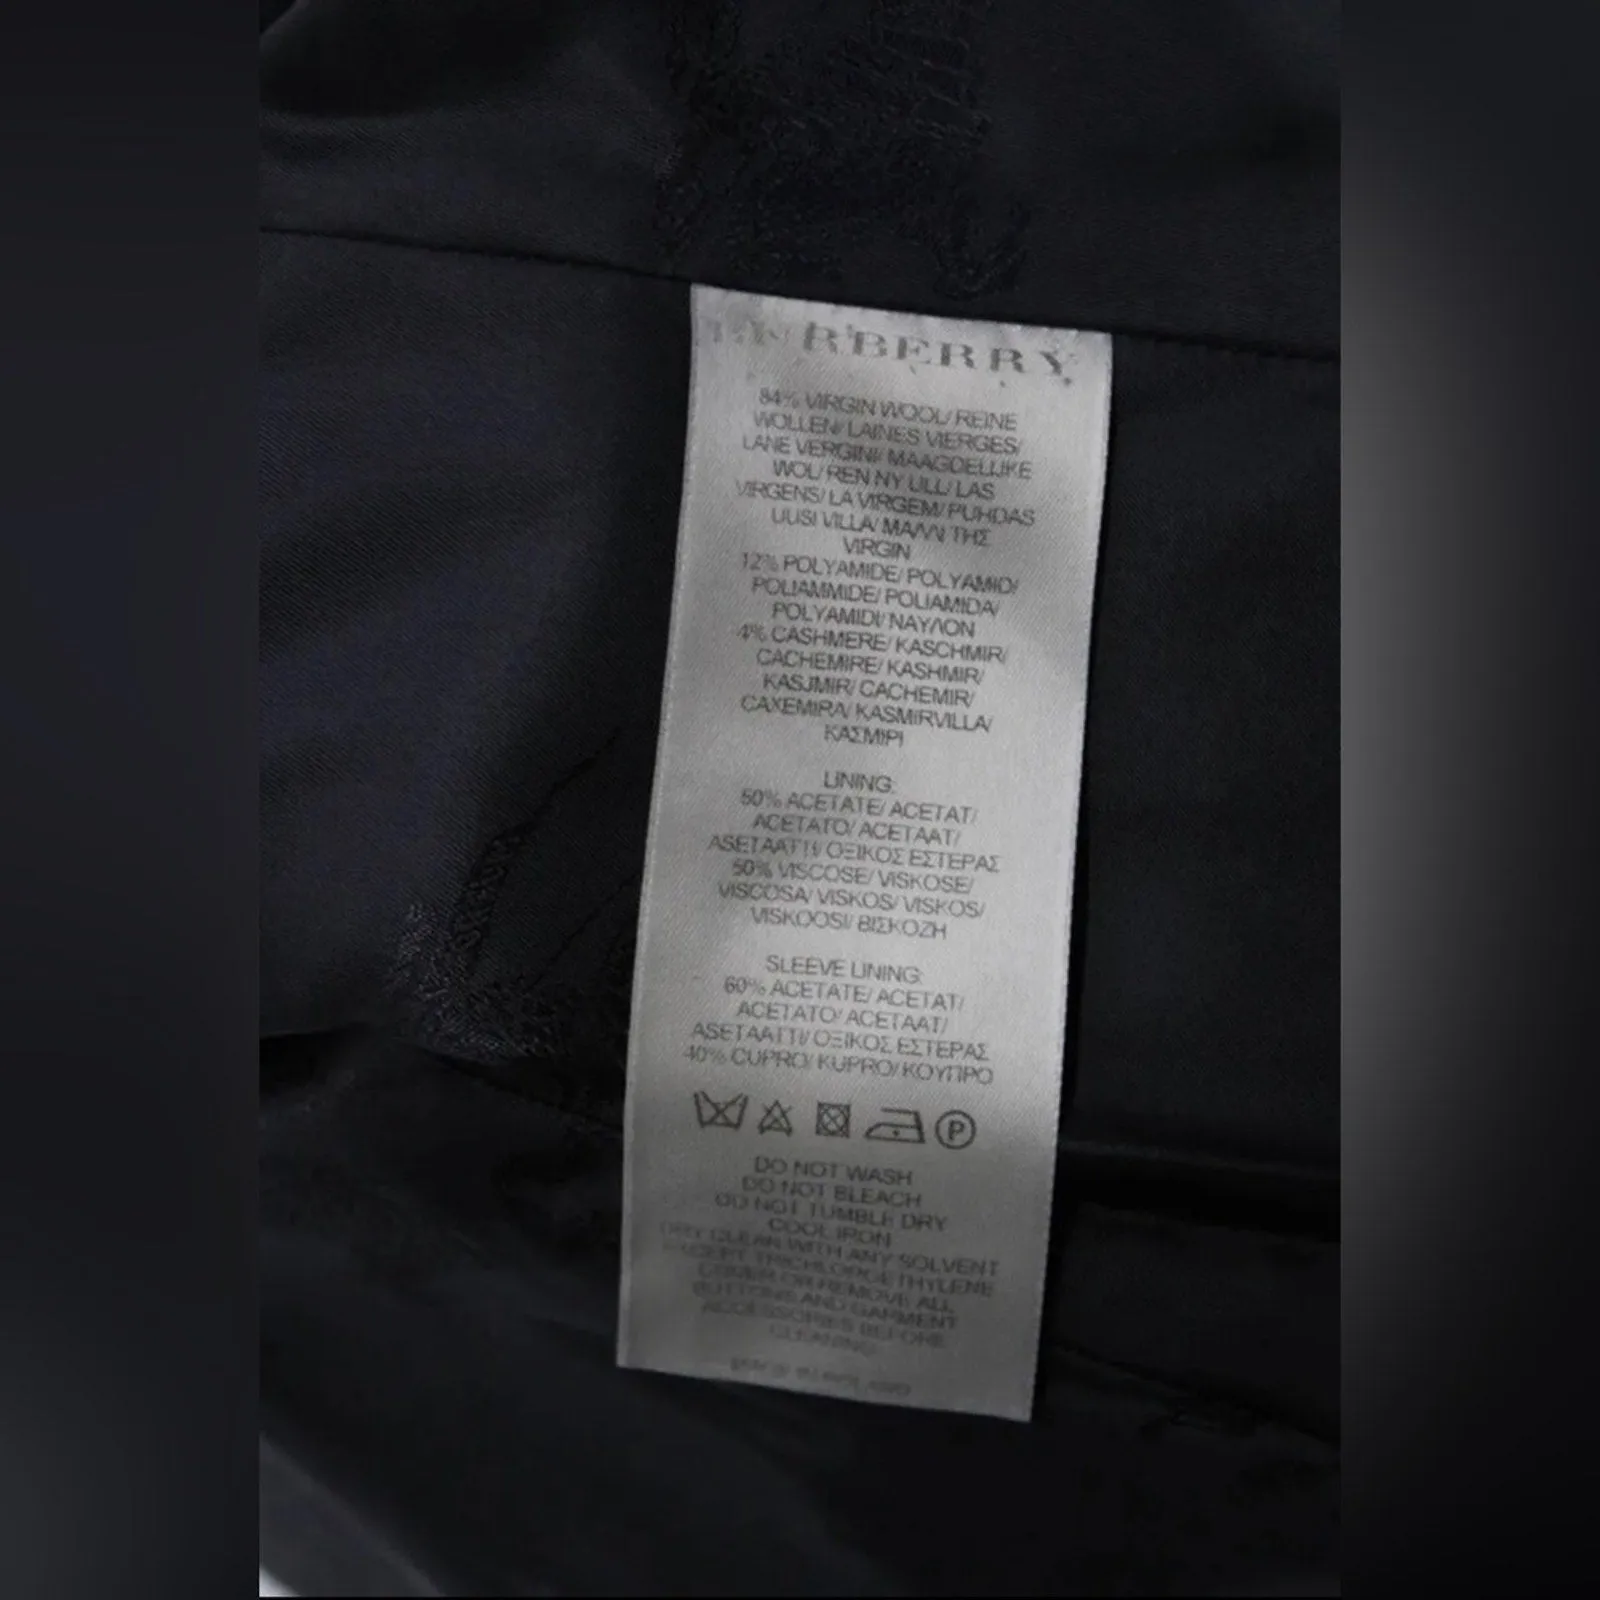 BURBERRY
84% VIRGIN WOOL/ REINE
WOLLEN/ LAINES VIERGES/
LANE VERGINI/ MAAGDELIJKE
WOL/ REN NY ULL/ LAS
VIRGENS/ LA VIRGEM/ PUHDAS
UUSI VILLA/ ΜΑΛΛΙ ΤΗΣ
VIRGIN
12% POLYAMIDE/ POLYAMID/
POLIAMMIDE/ POLIAMIDA/
POLYAMIDI/ ΝΑΥΛΟΝ
4% CASHMERE/ KASCHMIR/
CACHEMIRE/ KASHMIR/
KASJMIR/ CACHEMIR/
CAXEMIRA/ KASMIRVILLA/
ΚΑΣΜΙΡΙ
LINING:
50% ACETATE/ ACETAT/
ACETATO/ ACETAAT/
ASETAATTI/ ΟΞΙΚΟΣ ΕΣΤΕΡΑΣ
50% VISCOSE/ VISKOSE/
VISCOSA/ VISKOS/ VISKOS/
VISKOOSI/ ΒΙΣΚΟΖΗ
SLEEVE LINING:
60% ACETATE/ ACETAT/
ACETATO/ ACETAAT/
ASETAATTI/ ΟΞΙΚΟΣ ΕΣΤΕΡΑΣ
40% CUPRO/ KUPRO/ ΚΟΥΠΡΟ
P
DO NOT WASH
DO NOT BLEACH
DO NOT TUMBLE DRY
COOL IRON
DRY CLEAN WITH ANY SOLVENT
EXCEPT TRICHLOROETHYLENE
COVER OR REMOVE ALL
BUTTONS AND GARMENT
ACCESSORIES BEFORE
CLEANING